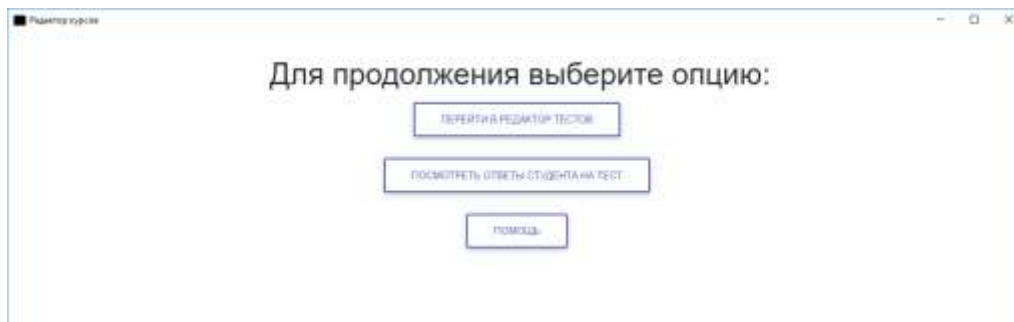 Редактор курсов
Для продолжения выберите опцию:
ПЕРЕЙТИ В РЕДАКТОР ТЕСТОВ
ПОСМОТРЕТЬ ОТВЕТЫ СТУДЕНТА НА ТЕСТ
ПОМОЩЬ